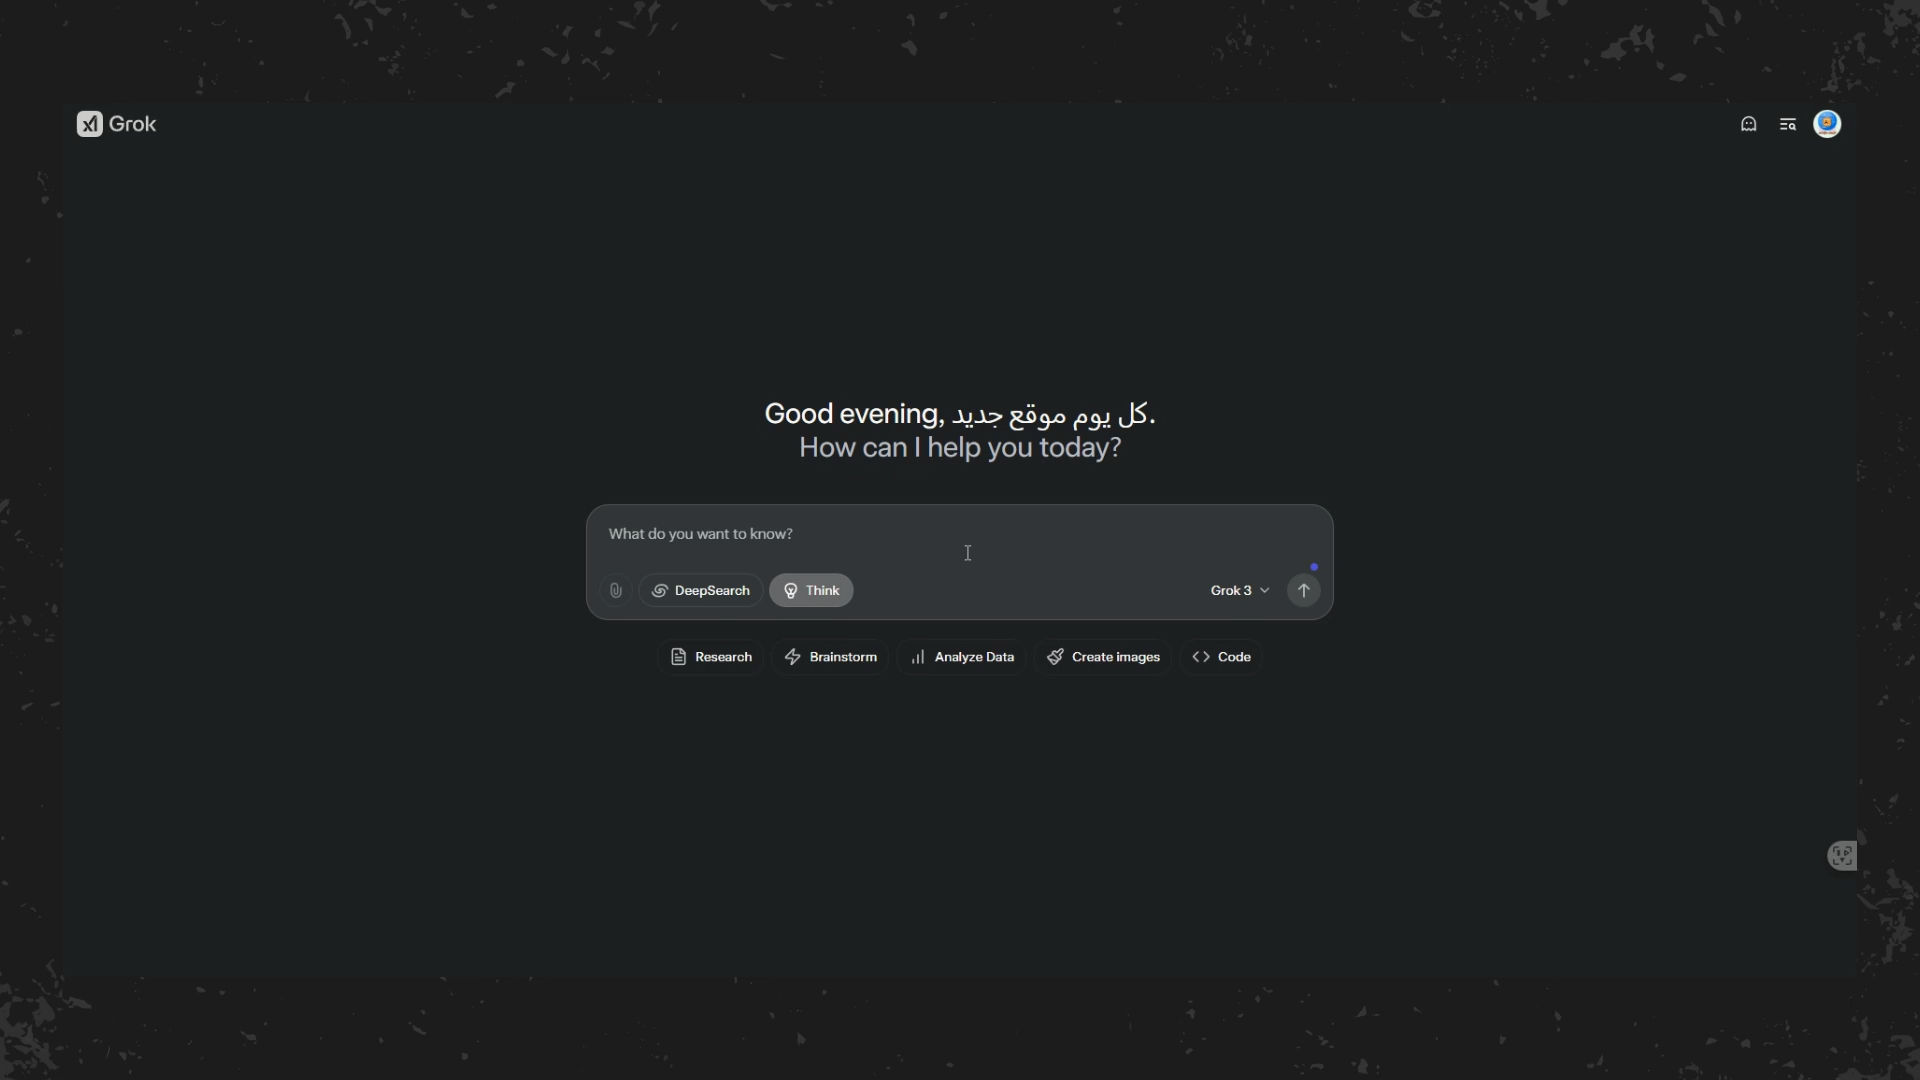 Grok
Good evening, كل يوم موقع جديد.
How can I help you today?
What do you want to know?
DeepSearch
Think
Grok 3
Research
Brainstorm
Analyze Data
Create images
Code